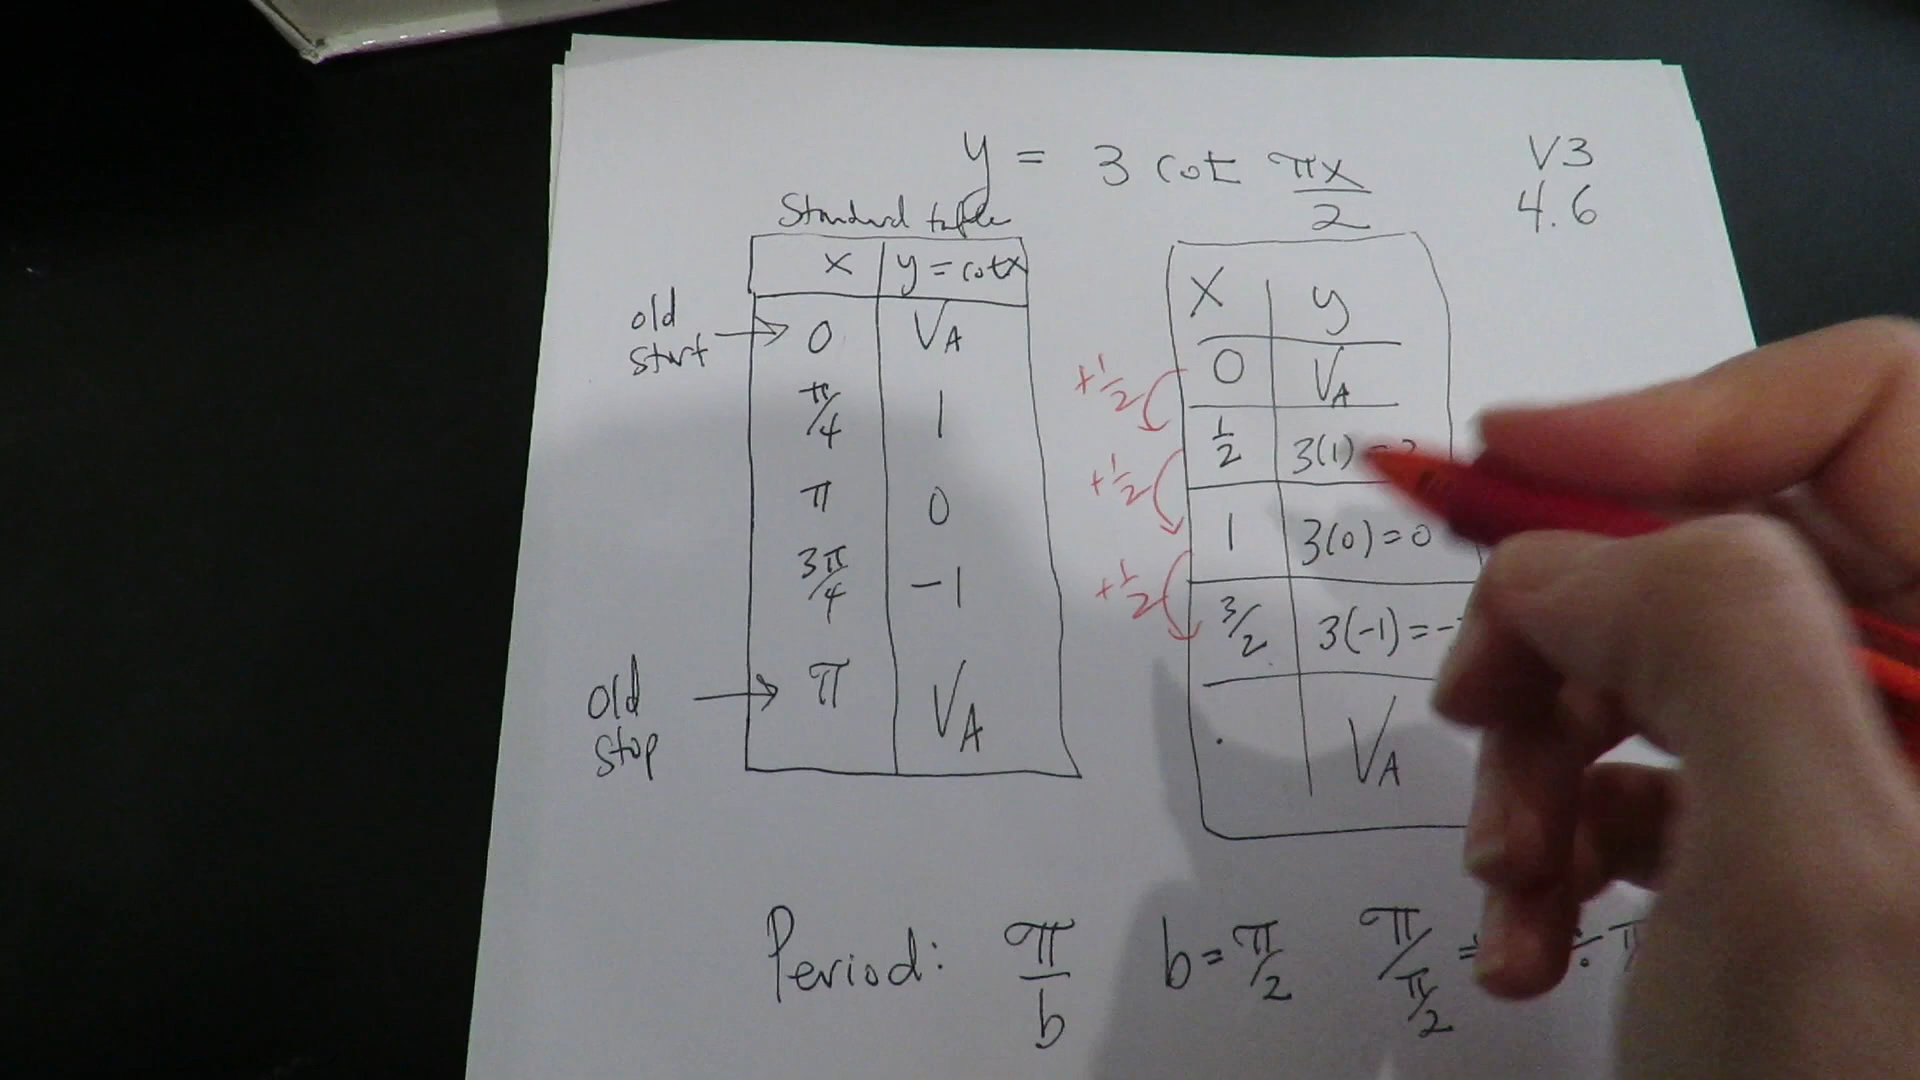 y = 3 cot πx/2
V3
4.6
Standard table
x | y = cotx
old start → 0 | VA
π/4 | 1
π | 0
3π/4 | -1
old stop → π | VA
x | y
0 | VA
+1/2
1/2 | 3(1) =
+1/2
1 | 3(0) = 0
+1/2
3/2 | 3(-1) = -
. | VA
Period: π/b b = π/2 π/π/2 = ÷ π